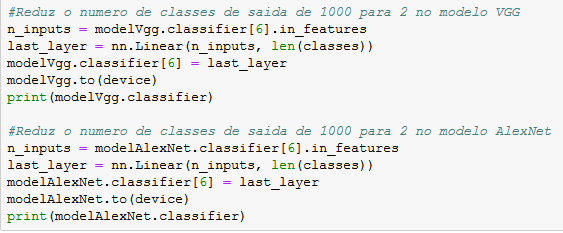 #Reduz o numero de classes de saida de 1000 para 2 no modelo VGG
n_inputs = modelVgg.classifier[6].in_features
last_layer = nn.Linear(n_inputs, len(classes))
modelVgg.classifier[6] = last_layer
modelVgg.to(device)
print(modelVgg.classifier)
#Reduz o numero de classes de saida de 1000 para 2 no modelo AlexNet
n_inputs = modelAlexNet.classifier[6].in_features
last_layer = nn.Linear(n_inputs, len(classes))
modelAlexNet.classifier[6] = last_layer
modelAlexNet.to(device)
print(modelAlexNet.classifier)